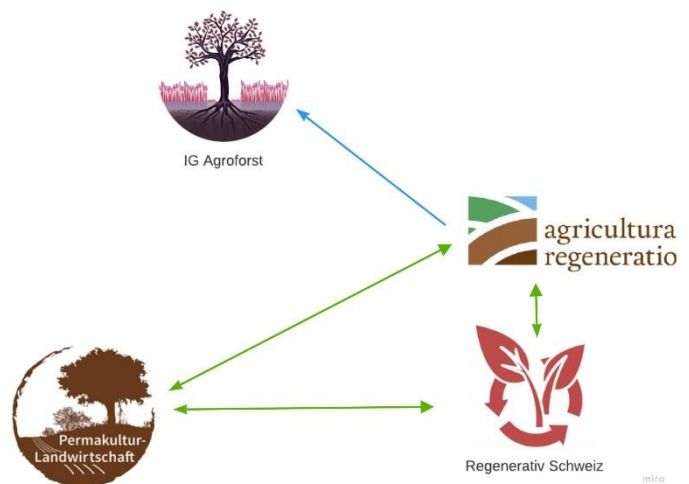 IG Agroforst
agricultura
regeneratio
Permakultur-
Landwirtschaft
Regenerativ Schweiz
miro